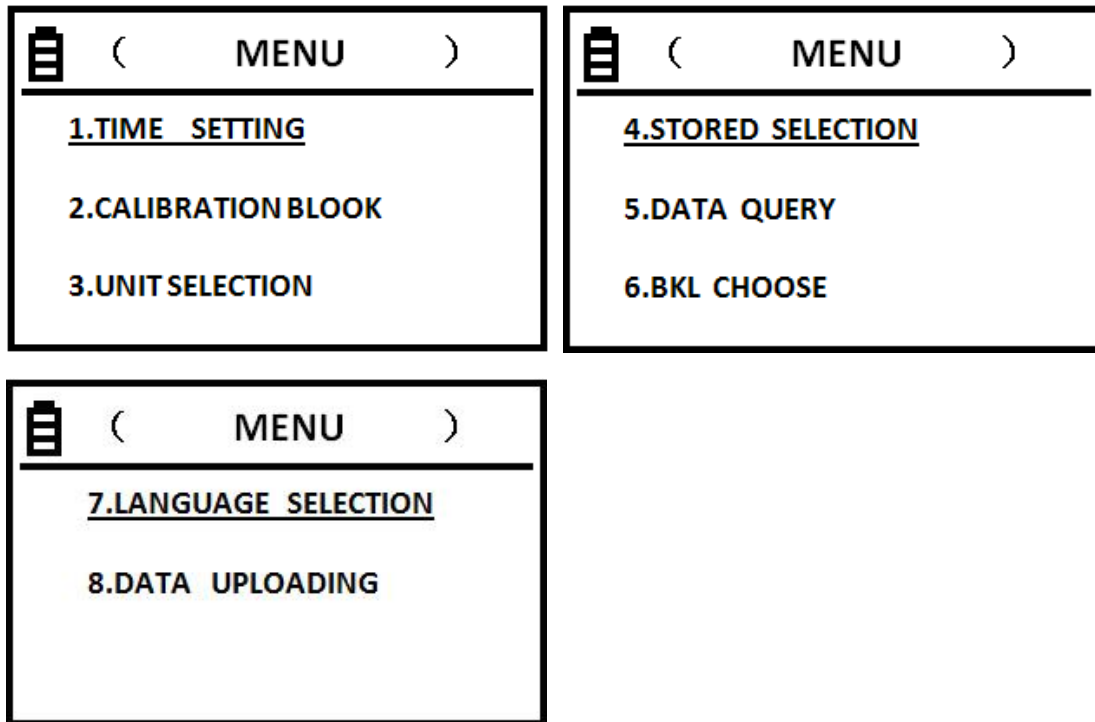 ( MENU )
1.TIME SETTING
2.CALIBRATION BLOOK
3.UNIT SELECTION
( MENU )
4.STORED SELECTION
5.DATA QUERY
6.BKL CHOOSE
( MENU )
7.LANGUAGE SELECTION
8.DATA UPLOADING